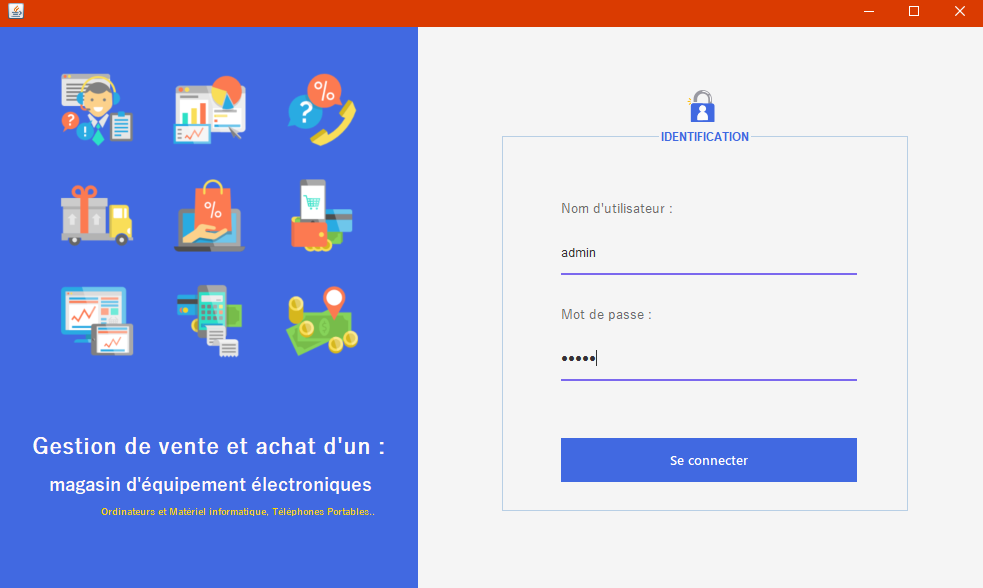 IDENTIFICATION
Nom d'utilisateur :
admin
Mot de passe :
•••••
Se connecter
Gestion de vente et achat d'un :
magasin d'équipement électroniques
Ordinateurs et Matériel informatique, Téléphones Portables..